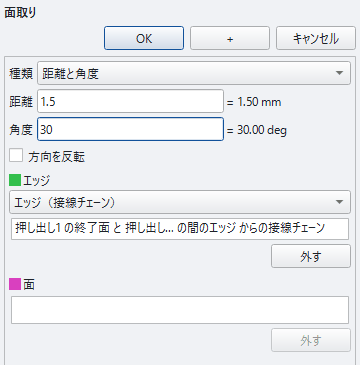 面取り
OK + キャンセル
種類 距離と角度
距離 1.5 = 1.50 mm
角度 30 = 30.00 deg
方向を反転
エッジ
エッジ（接線チェーン）
押し出し1 の終了面 と 押し出し... の間のエッジ からの接線チェーン
外す
面
外す